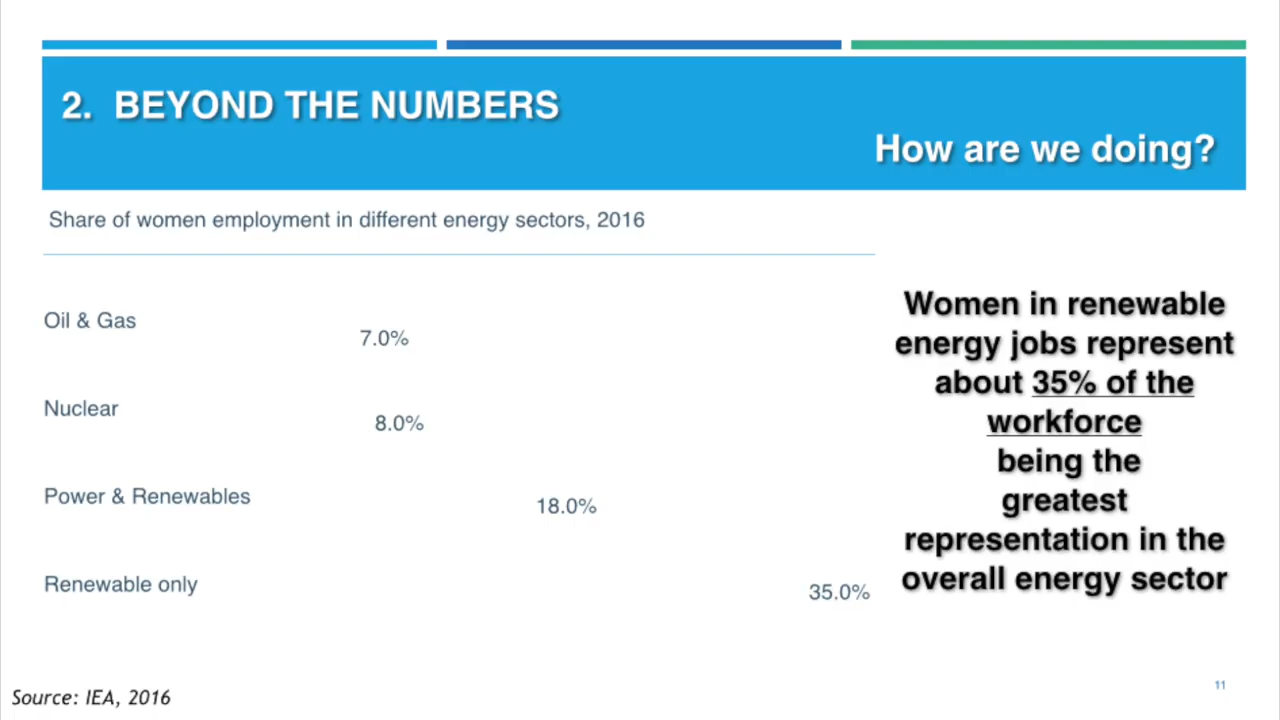 2. BEYOND THE NUMBERS
How are we doing?
Share of women employment in different energy sectors, 2016
Oil & Gas
7.0%
Nuclear
8.0%
Power & Renewables
18.0%
Renewable only
35.0%
Women in renewable
energy jobs represent
about 35% of the
workforce
being the
greatest
representation in the
overall energy sector
11
Source: IEA, 2016